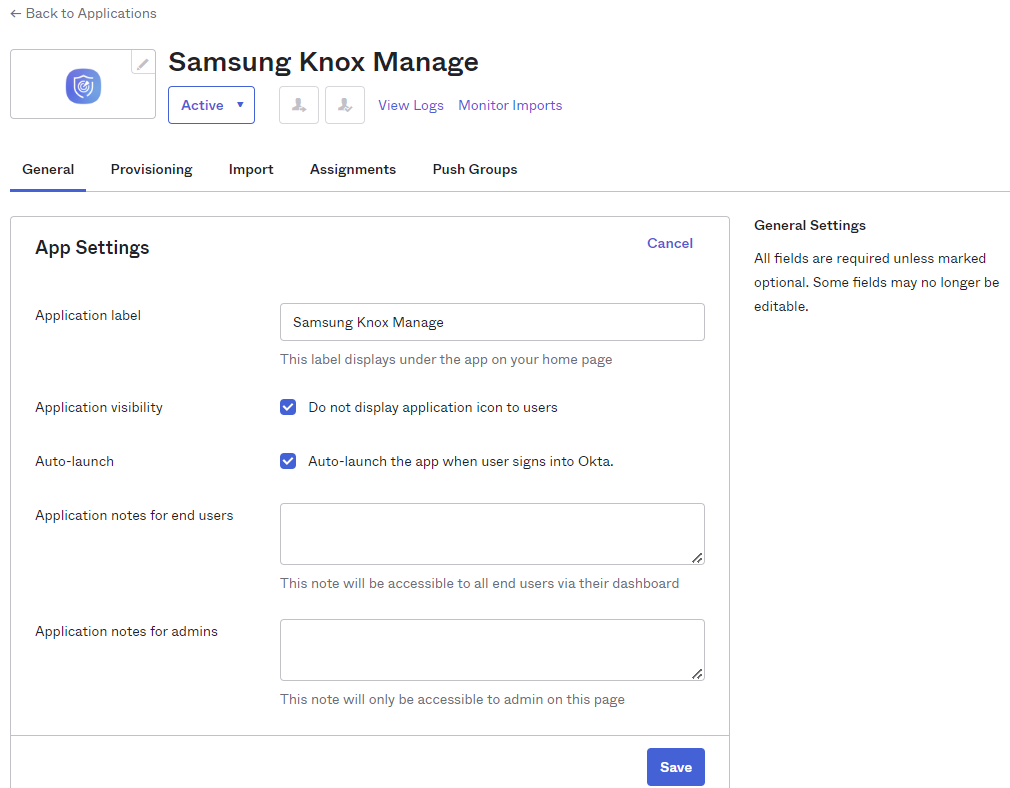 ← Back to Applications
Samsung Knox Manage
Active ▼
View Logs Monitor Imports
General Provisioning Import Assignments Push Groups
App Settings
Cancel
Application label
Samsung Knox Manage
This label displays under the app on your home page
Application visibility
Do not display application icon to users
Auto-launch
Auto-launch the app when user signs into Okta.
Application notes for end users
This note will be accessible to all end users via their dashboard
Application notes for admins
This note will only be accessible to admin on this page
Save
General Settings
All fields are required unless marked
optional. Some fields may no longer be
editable.